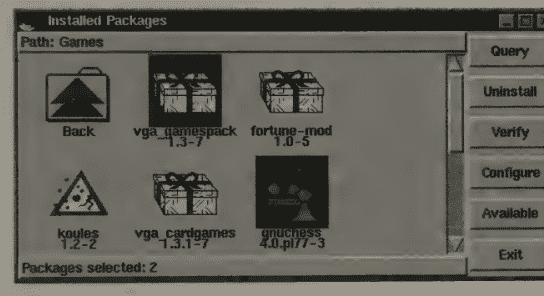 Installed Packages
Path: Games
Query
Uninstall
Verify
Configure
Available
Exit
Back
vga_gamespack
1.3-7
fortune-mod
1.0-5
koules
1.2-2
vga_cardgames
1.3.1-7
gnuchess
4.0.pl77-3
Packages selected: 2